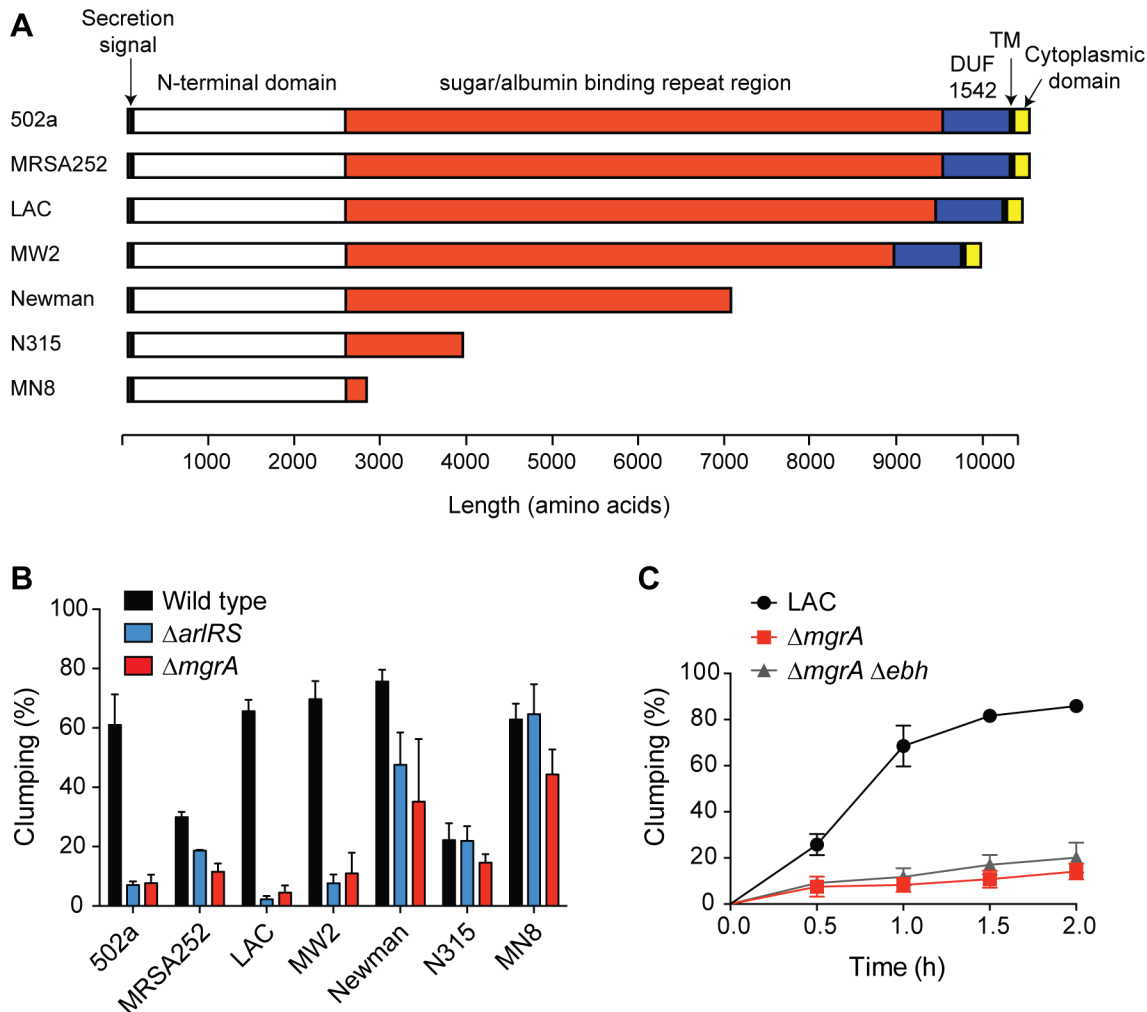 A
Secretion
signal
N-terminal domain
sugar/albumin binding repeat region
DUF
1542
TM
Cytoplasmic
domain
502a
MRSA252
LAC
MW2
Newman
N315
MN8
1000 2000 3000 4000 5000 6000 7000 8000 9000 10000
Length (amino acids)
B
Wild type
ΔarlRS
ΔmgrA
100
80
60
40
20
0
Clumping (%)
502a MRSA252 LAC MW2 Newman N315 MN8
C
LAC
ΔmgrA
ΔmgrA Δebh
100
80
60
40
20
0
Clumping (%)
0.0 0.5 1.0 1.5 2.0
Time (h)